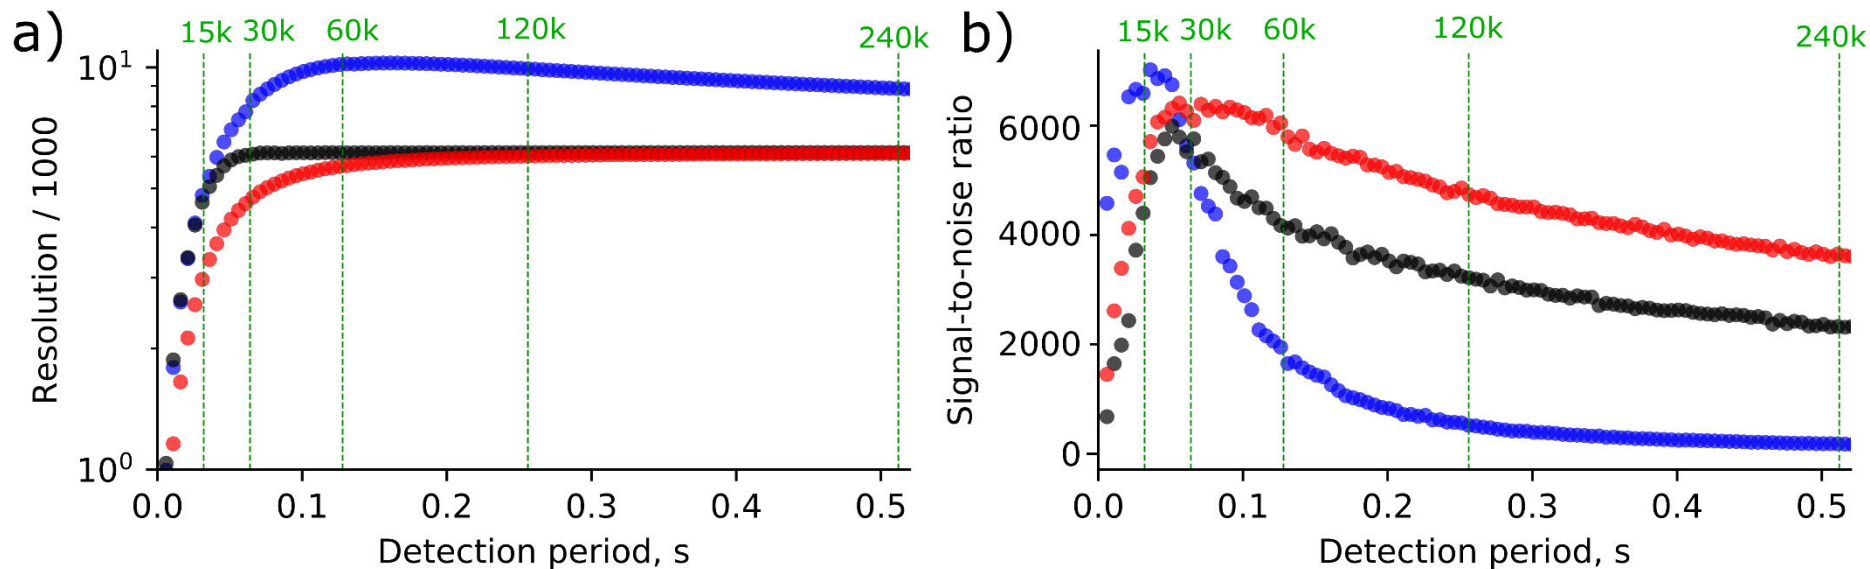 a)
15k 30k 60k 120k 240k
10¹
10⁰
Resolution / 1000
0.0 0.1 0.2 0.3 0.4 0.5
Detection period, s
b)
15k 30k 60k 120k 240k
6000
4000
2000
0
Signal-to-noise ratio
0.0 0.1 0.2 0.3 0.4 0.5
Detection period, s